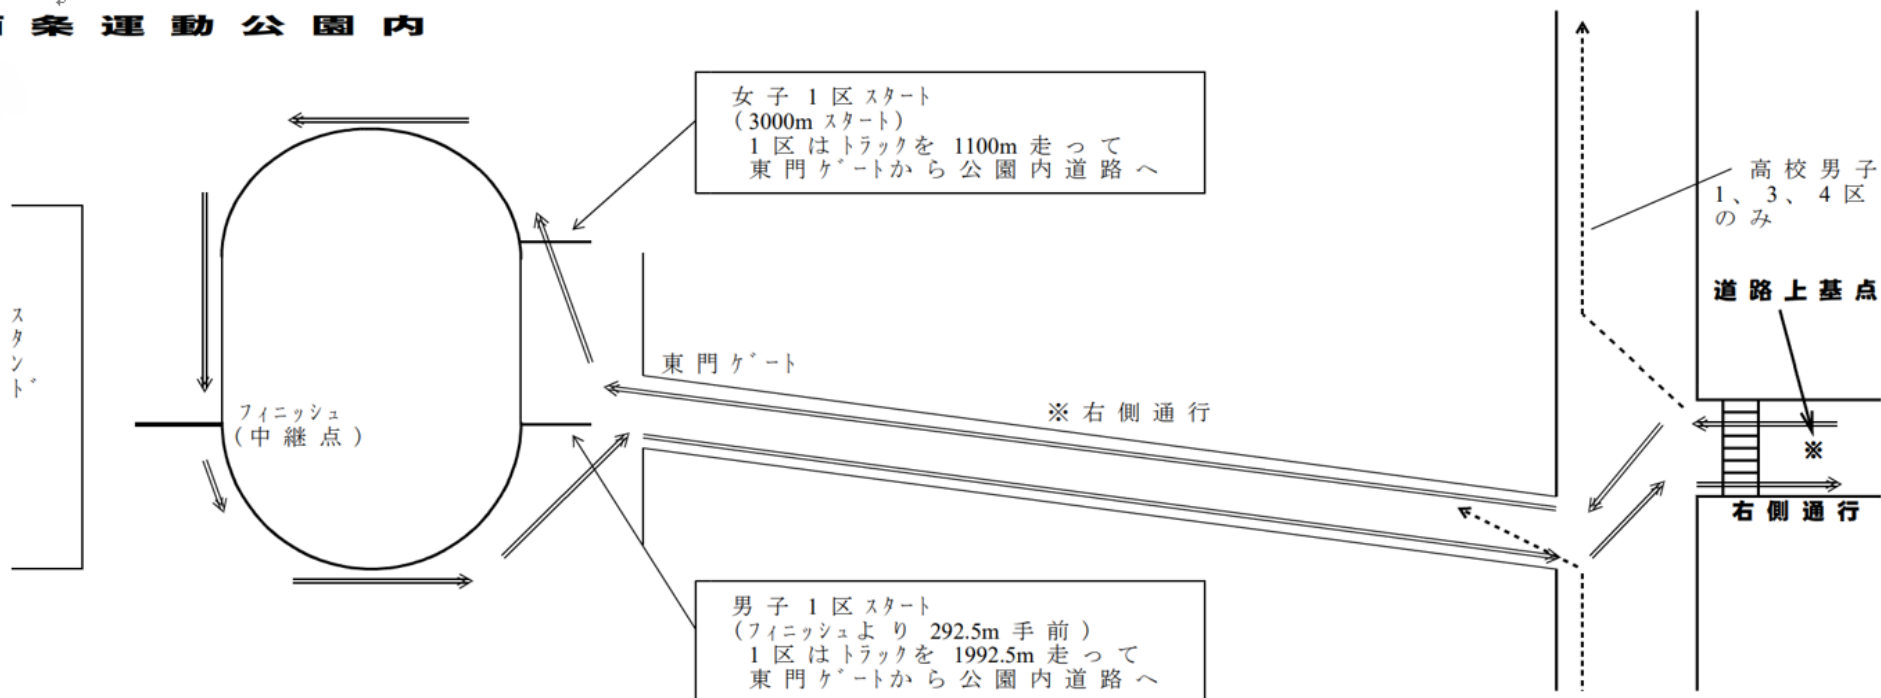 条運動公園内
女子1区スタート
(3000m スタート)
1区はトラックを 1100m 走って
東門ゲートから公園内道路へ
高校男子
1、3、4区
のみ
道路上基点
スタンド
東門ゲート
※右側通行
フィニッシュ
(中継点)
※
右側通行
男子1区スタート
(フィニッシュより 292.5m 手前)
1区はトラックを 1992.5m 走って
東門ゲートから公園内道路へ